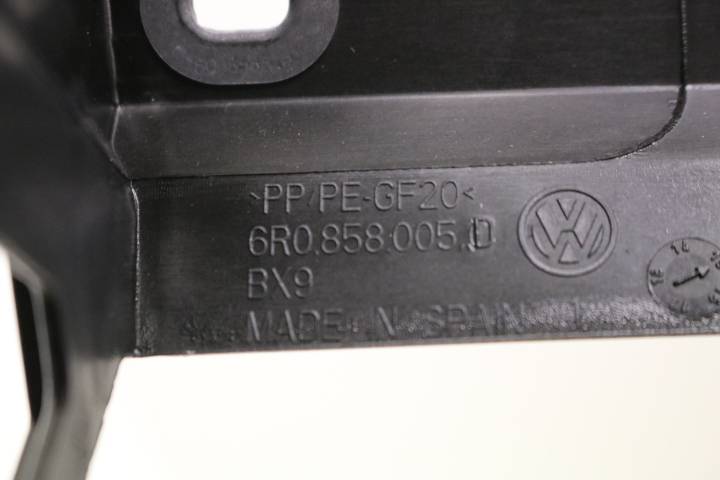 >PP/PE-GF20<
6R0.858.005.D
BX9
MADE IN SPAIN